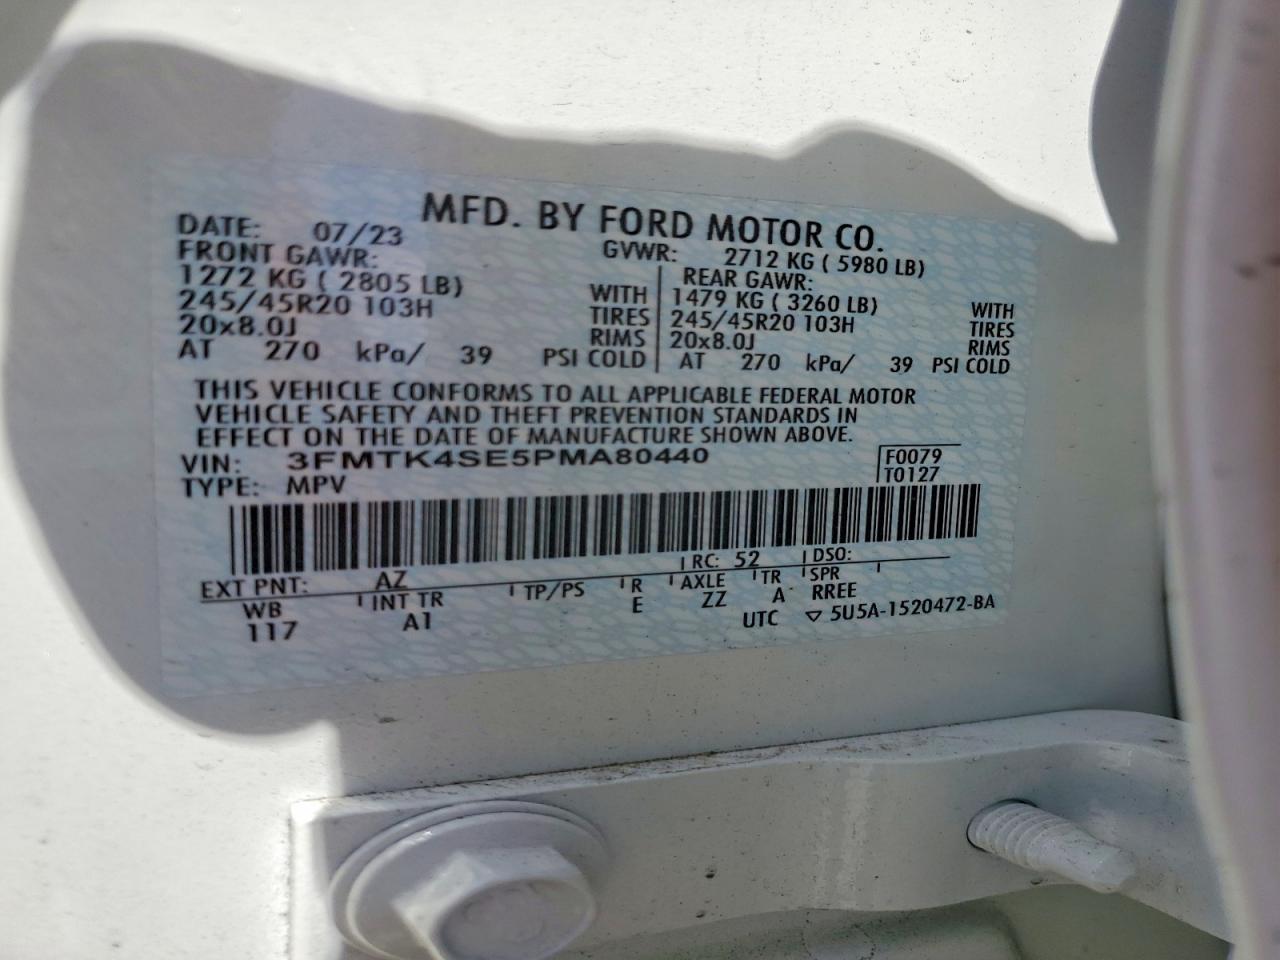 MFD. BY FORD MOTOR CO.
DATE: 07/23 GVWR: 2712 KG ( 5980 LB)
FRONT GAWR: REAR GAWR:
1272 KG ( 2805 LB) WITH 1479 KG ( 3260 LB) WITH
245/45R20 103H TIRES 245/45R20 103H TIRES
20x8.0J RIMS 20x8.0J RIMS
AT 270 kPa/ 39 PSI COLD AT 270 kPa/ 39 PSI COLD
THIS VEHICLE CONFORMS TO ALL APPLICABLE FEDERAL MOTOR
VEHICLE SAFETY AND THEFT PREVENTION STANDARDS IN
EFFECT ON THE DATE OF MANUFACTURE SHOWN ABOVE.
VIN: 3FMTK4SE5PMA80440 F0079
TYPE: MPV T0127
EXT PNT: AZ RC: 52 DSO:
WB INT TR TP/PS R AXLE TR SPR
117 A1 E ZZ A RREE
UTC ▽ 5U5A-1520472-BA